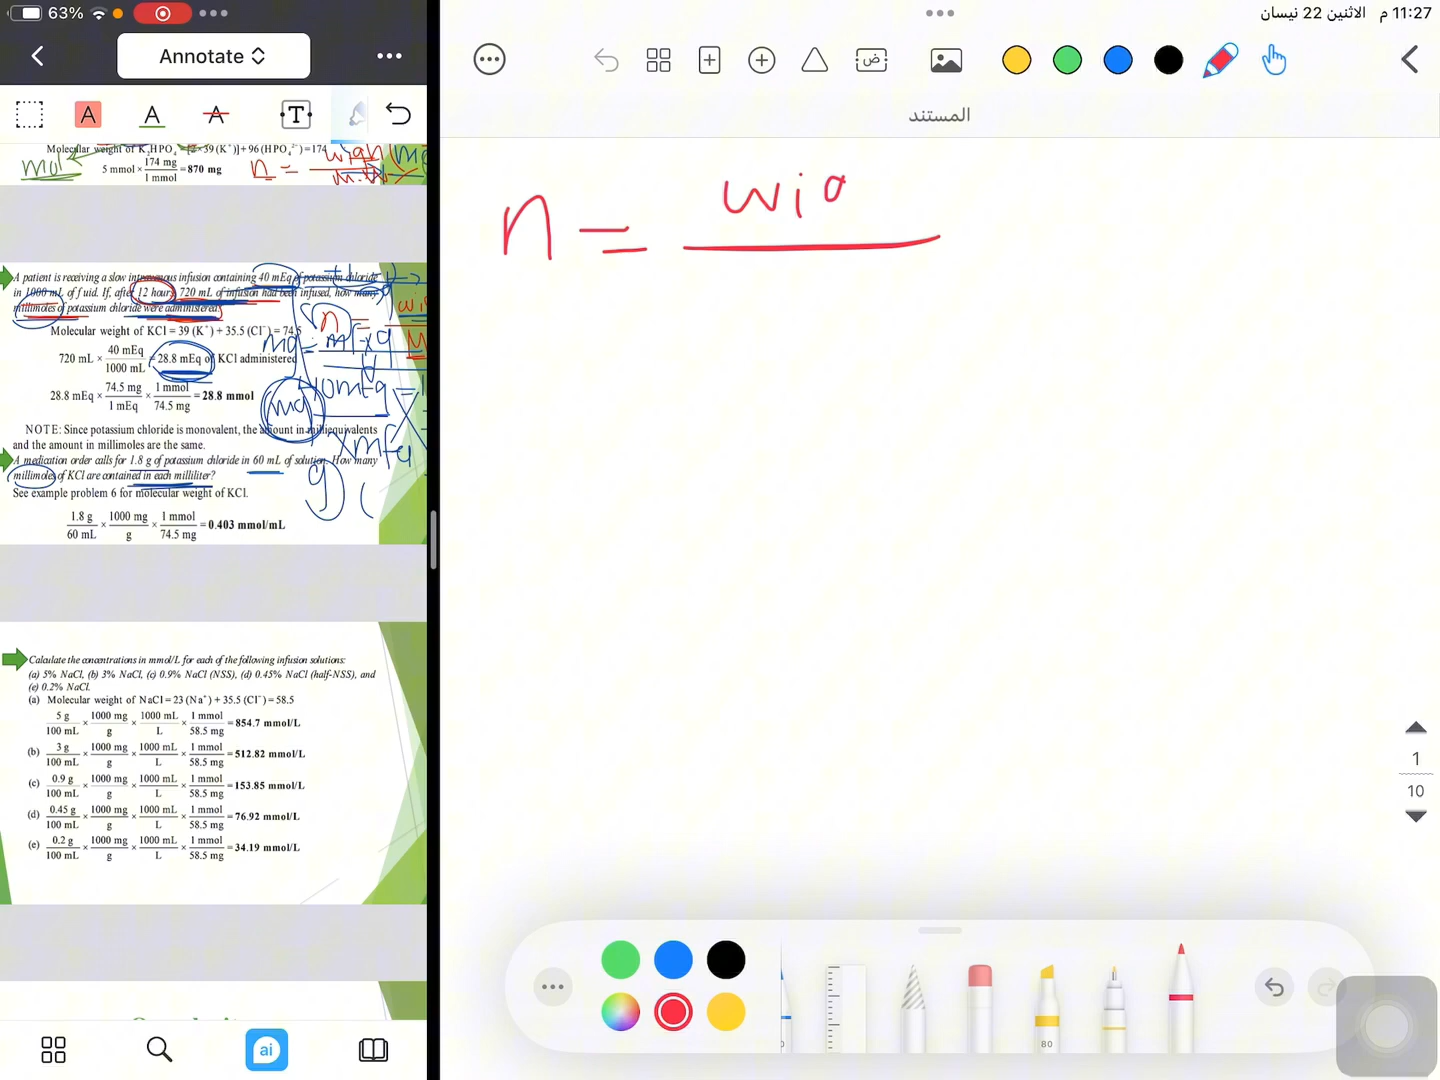 63%
11:27 م الاثنين 22 نيسان
Annotate
المستند
A A A T
ض
Molecular weight of K₂HPO₄ [2×39 (K⁺)]+96 (HPO₄²⁻)=174
mol
5 mmol × 174 mg / 1 mmol = 870 mg
n =
A patient is receiving a slow intravenous infusion containing 40 mEq of potassium chloride
in 1000 mL of fluid. If, after 12 hours, 720 mL of infusion had been infused, how many
millimoles of potassium chloride were administered?
Molecular weight of KCl = 39 (K⁺) + 35.5 (Cl⁻) = 74.5
720 mL × 40 mEq / 1000 mL = 28.8 mEq of KCl administered
28.8 mEq × 74.5 mg / 1 mEq × 1 mmol / 74.5 mg = 28.8 mmol
n =
mg =
NOTE: Since potassium chloride is monovalent, the amount in milliequivalents
and the amount in millimoles are the same.
A medication order calls for 1.8 g of potassium chloride in 60 mL of solution. How many
millimoles of KCl are contained in each milliliter?
See example problem 6 for molecular weight of KCl.
1.8 g / 60 mL × 1000 mg / g × 1 mmol / 74.5 mg = 0.403 mmol/mL
Calculate the concentrations in mmol/L for each of the following infusion solutions:
(a) 5% NaCl, (b) 3% NaCl, (c) 0.9% NaCl (NSS), (d) 0.45% NaCl (half-NSS), and
(e) 0.2% NaCl.
(a) Molecular weight of NaCl = 23 (Na⁺) + 35.5 (Cl⁻) = 58.5
5 g / 100 mL × 1000 mg / g × 1000 mL / L × 1 mmol / 58.5 mg = 854.7 mmol/L
(b) 3 g / 100 mL × 1000 mg / g × 1000 mL / L × 1 mmol / 58.5 mg = 512.82 mmol/L
(c) 0.9 g / 100 mL × 1000 mg / g × 1000 mL / L × 1 mmol / 58.5 mg = 153.85 mmol/L
(d) 0.45 g / 100 mL × 1000 mg / g × 1000 mL / L × 1 mmol / 58.5 mg = 76.92 mmol/L
(e) 0.2 g / 100 mL × 1000 mg / g × 1000 mL / L × 1 mmol / 58.5 mg = 34.19 mmol/L
ai
n = wi
1
10
80